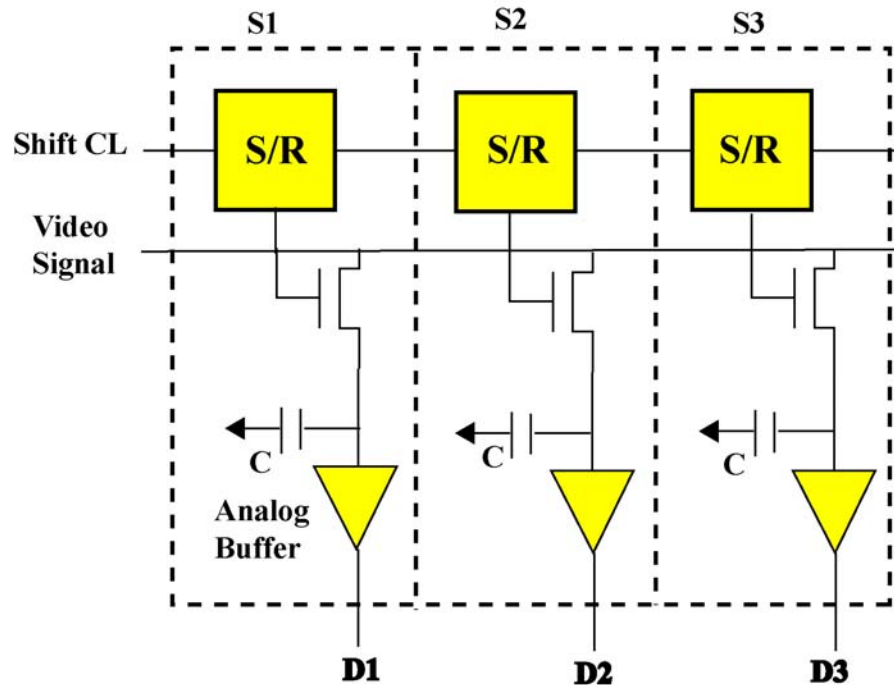 S1 S2 S3
Shift CL S/R S/R S/R
Video
Signal
C C C
Analog
Buffer
D1 D2 D3